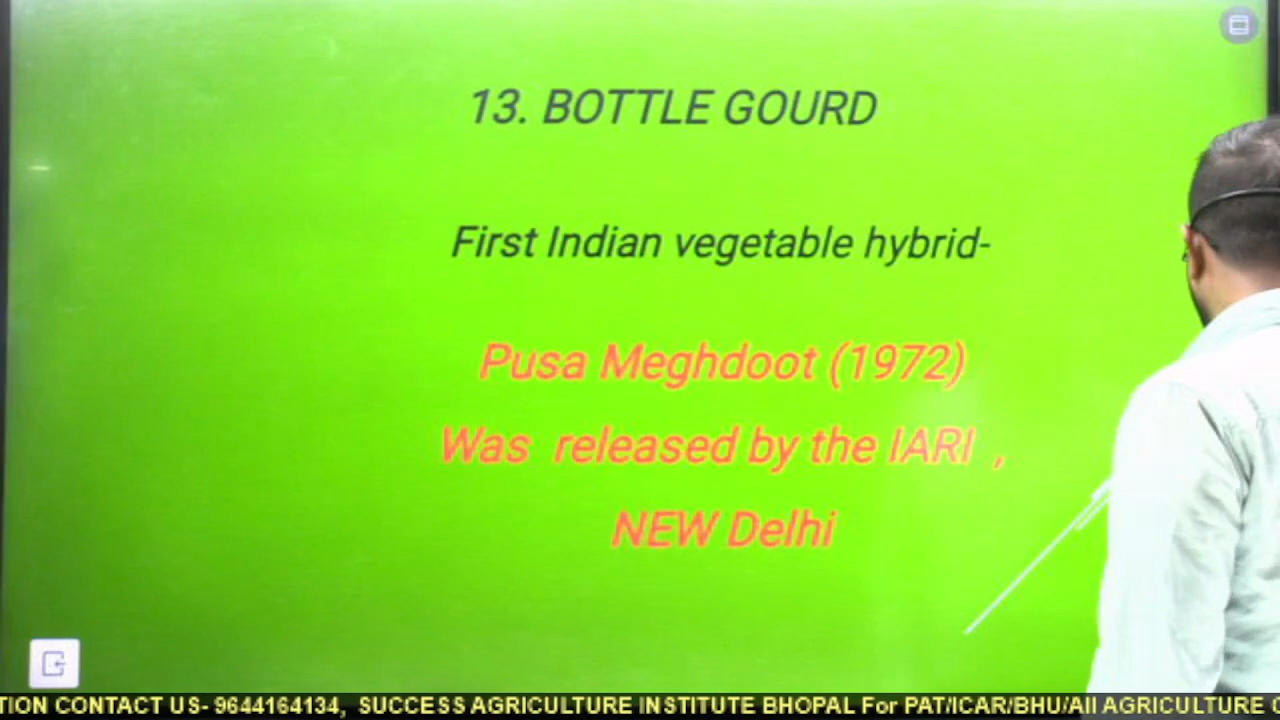 13. BOTTLE GOURD
First Indian vegetable hybrid-
Pusa Meghdoot (1972)
Was released by the IARI ,
NEW Delhi
TION CONTACT US- 9644164134, SUCCESS AGRICULTURE INSTITUTE BHOPAL For PAT/ICAR/BHU/All AGRICULTURE